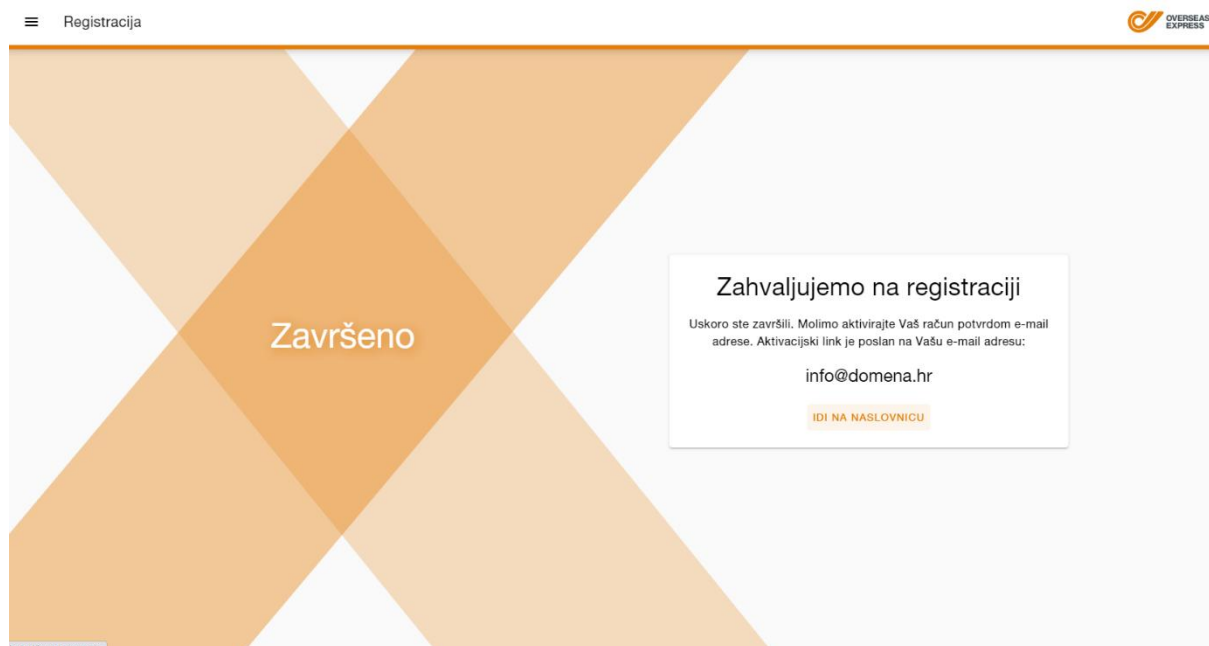 Registracija
OVERSEAS
EXPRESS
Završeno
Zahvaljujemo na registraciji
Uskoro ste završili. Molimo aktivirajte Vaš račun potvrdom e-mail
adrese. Aktivacijski link je poslan na Vašu e-mail adresu:
info@domena.hr
IDI NA NASLOVNICU